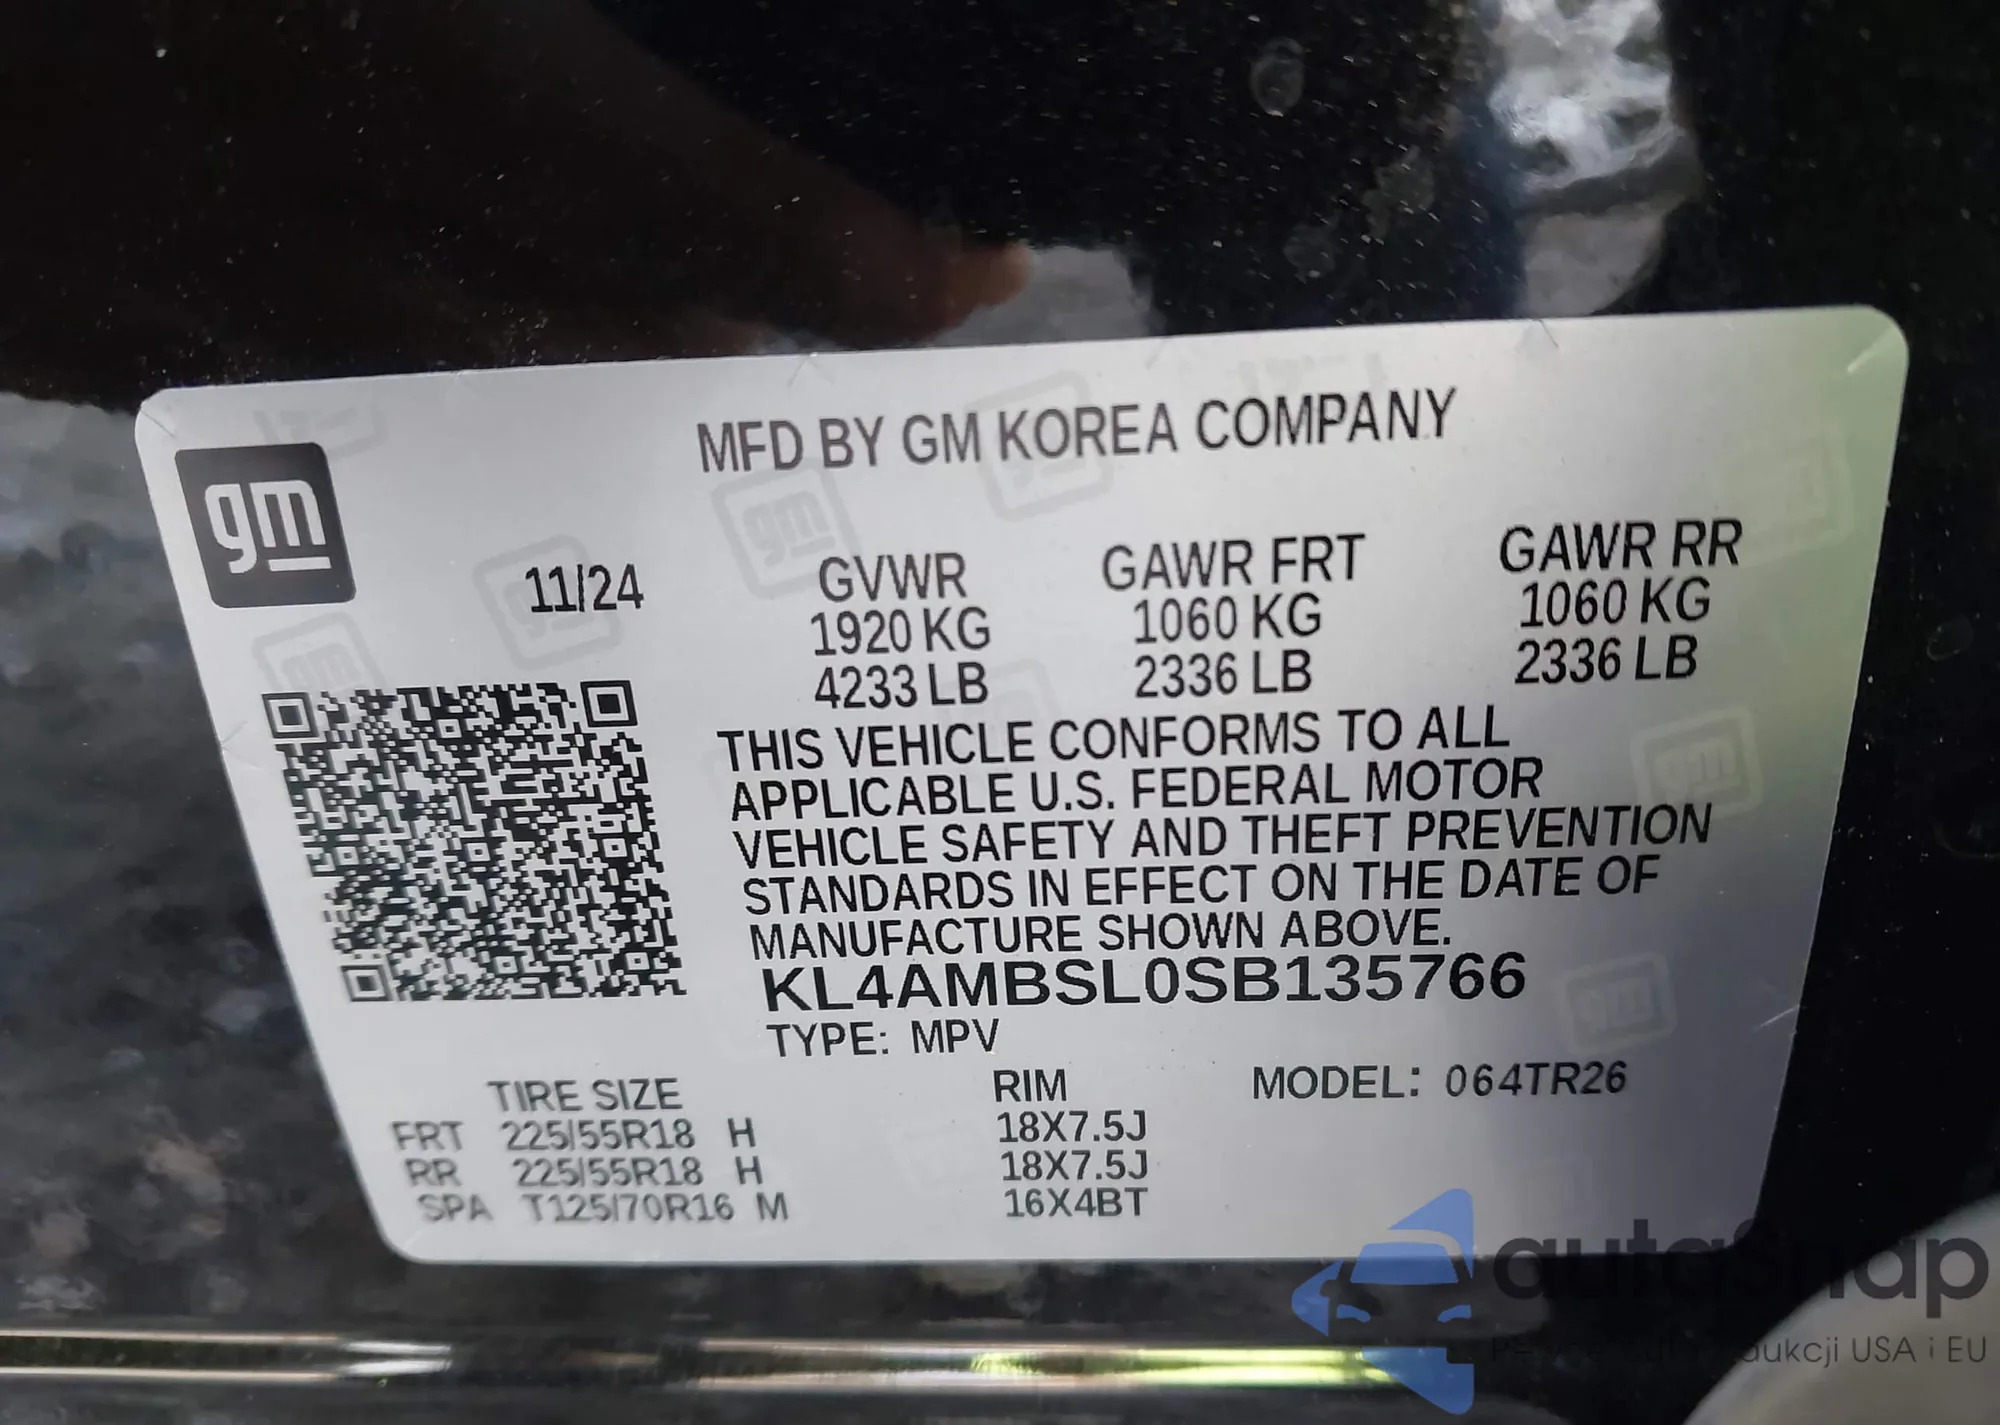 MFD BY GM KOREA COMPANY
gm
11/24
GVWR
1920 KG
4233 LB
GAWR FRT
1060 KG
2336 LB
GAWR RR
1060 KG
2336 LB
THIS VEHICLE CONFORMS TO ALL
APPLICABLE U.S. FEDERAL MOTOR
VEHICLE SAFETY AND THEFT PREVENTION
STANDARDS IN EFFECT ON THE DATE OF
MANUFACTURE SHOWN ABOVE.
KL4AMBSL0SB135766
TYPE: MPV
TIRE SIZE RIM MODEL: 064TR26
FRT 225/55R18 H 18X7.5J
RR 225/55R18 H 18X7.5J
SPA T125/70R16 M 16X4BT
autoSnap
USA i EU